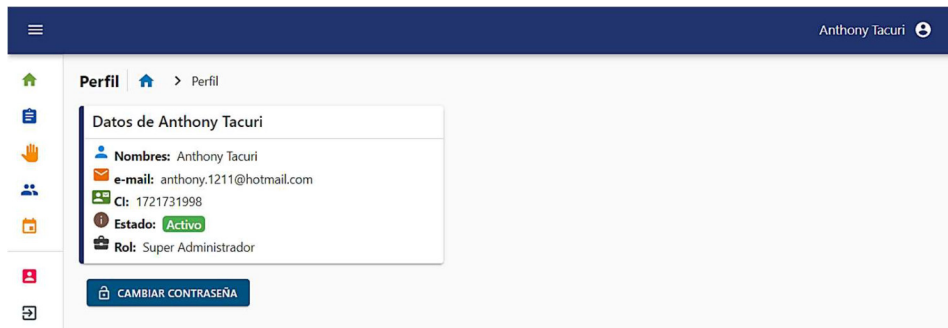 Anthony Tacuri
Perfil > Perfil
Datos de Anthony Tacuri
Nombres: Anthony Tacuri
e-mail: anthony.1211@hotmail.com
CI: 1721731998
Estado: Activo
Rol: Super Administrador
CAMBIAR CONTRASEÑA